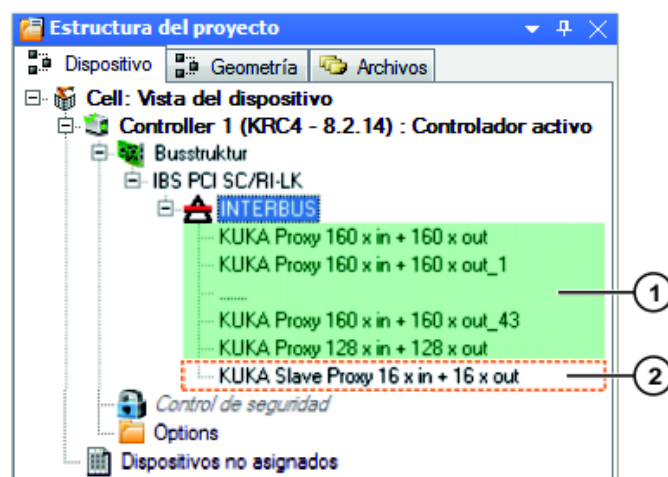 Estructura del proyecto
Dispositivo Geometría Archivos
Cell: Vista del dispositivo
Controller 1 (KRC4 - 8.2.14) : Controlador activo
Busstruktur
IBS PCI SC/RI-LK
INTERBUS
KUKA Proxy 160 x in + 160 x out
KUKA Proxy 160 x in + 160 x out_1
.......
1
KUKA Proxy 160 x in + 160 x out_43
KUKA Proxy 128 x in + 128 x out
KUKA Slave Proxy 16 x in + 16 x out
2
Control de seguridad
Options
Dispositivos no asignados